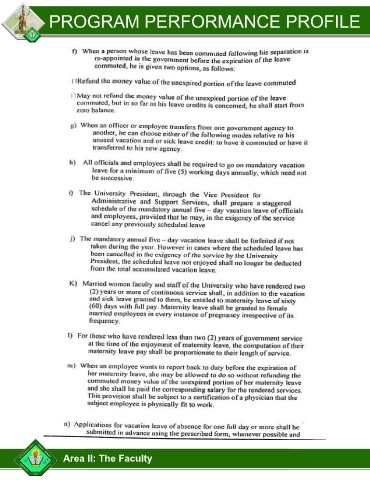 PROGRAM PERFORMANCE PROFILE
f) When a person whose leave has been commuted following his separation is
re-appointed in the government before the expiration of the leave
commuted, he is given two options, as follows:
□Refund the money value of the unexpired portion of the leave commuted
□May not refund the money value of the unexpired portion of the leave
commuted, but in so far as his leave credits is concerned, he shall start from
zero balance.
g) When an officer or employee transfers from one government agency to
another, he can choose either of the following modes relative to his
unused vacation and or sick leave credit: to have it commuted or have it
transferred to his new agency.
h) All officials and employees shall be required to go on mandatory vacation
leave for a minimum of five (5) working days annually, which need not
be successive.
i) The University President, through the Vice President for
Administrative and Support Services, shall prepare a staggered
schedule of the mandatory annual five – day vacation leave of officials
and employees, provided that he may, in the exigency of the service
cancel any previously scheduled leave
j) The mandatory annual five – day vacation leave shall be forfeited if not
taken during the year. However in cases where the scheduled leave has
been cancelled in the exigency of the service by the University
President, the scheduled leave not enjoyed shall no longer be deducted
from the total accumulated vacation leave.
K) Married women faculty and staff of the University who have rendered two
(2) years or more of continuous service shall, in addition to the vacation
and sick leave granted to them, be entitled to maternity leave of sixty
(60) days with full pay. Maternity leave shall be granted to female
married employees in every instance of pregnancy irrespective of its
frequency.
l) For those who have rendered less than two (2) years of government service
at the time of the enjoyment of maternity leave, the computation of their
maternity leave pay shall be proportionate to their length of service.
m) When an employee wants to report back to duty before the expiration of
her maternity leave, she may be allowed to do so without refunding the
commuted money value of the unexpired portion of her maternity leave
and she shall be paid the corresponding salary for the rendered services.
This provision shall be subject to a certification of a physician that the
subject employee is physically fit to work.
n) Applications for vacation leave of absence for one full day or more shall be
submitted in advance using the prescribed form, whenever possible and
Area II: The Faculty